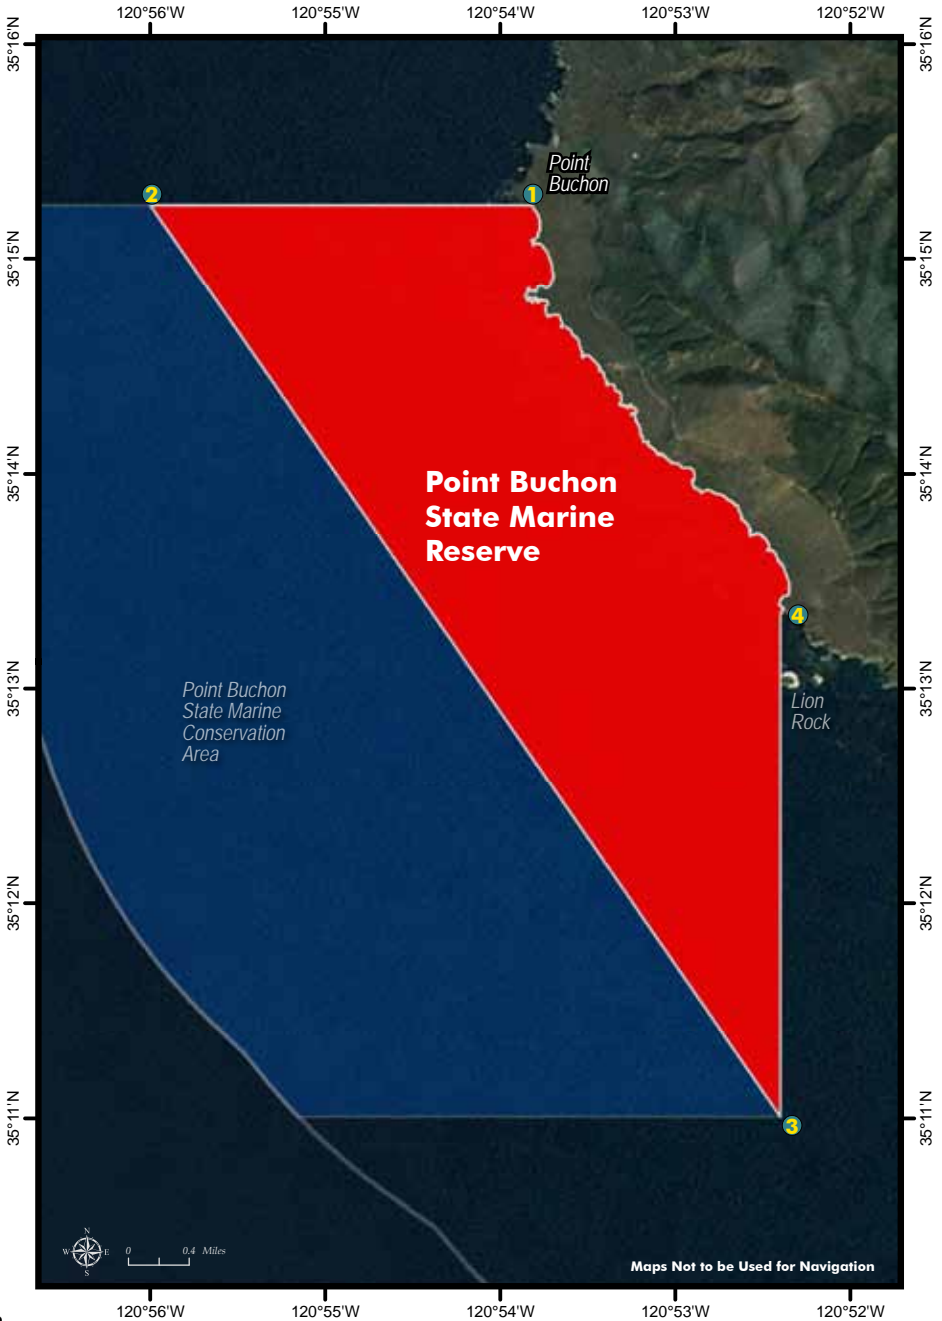 120°56'W 120°55'W 120°54'W 120°53'W 120°52'W
35°16'N
35°16'N
Point
Buchon
2
1
35°15'N
35°15'N
35°14'N
35°14'N
Point Buchon
State Marine
Reserve
4
35°13'N
35°13'N
Point Buchon
State Marine
Conservation
Area
Lion
Rock
35°12'N
35°12'N
35°11'N
35°11'N
3
N
W E
S
0 0.4 Miles
Maps Not to be Used for Navigation
120°56'W 120°55'W 120°54'W 120°53'W 120°52'W